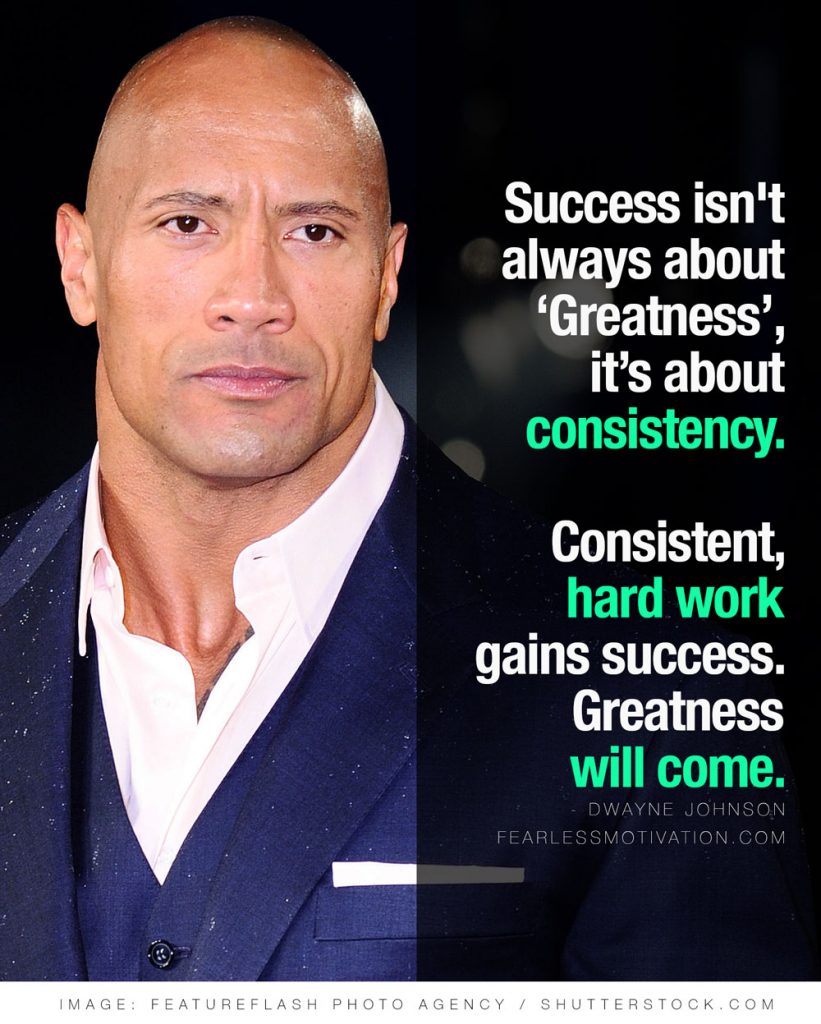 Success isn't
always about
‘Greatness’,
it’s about
consistency.
Consistent,
hard work
gains success.
Greatness
will come.
- DWAYNE JOHNSON
FEARLESSMOTIVATION.COM
IMAGE: FEATUREFLASH PHOTO AGENCY / SHUTTERSTOCK.COM